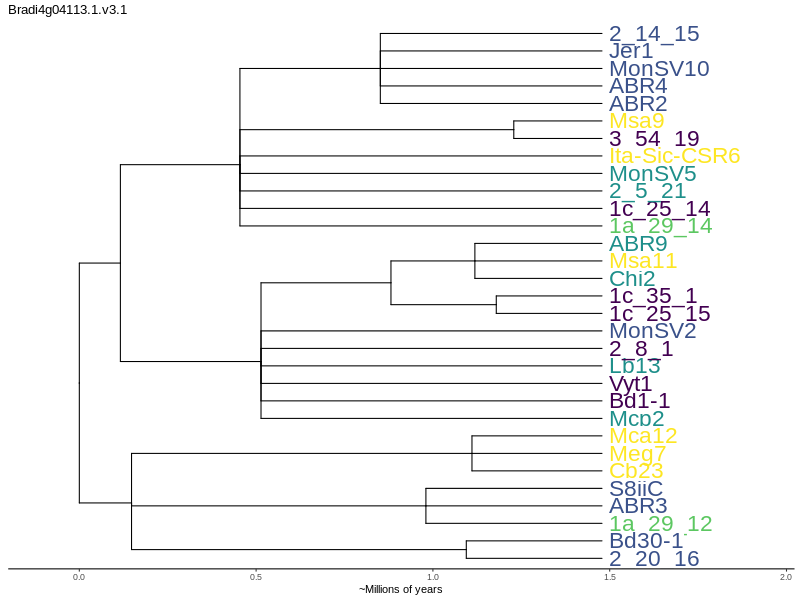 Bradi4g04113.1.v3.1
2_14_15
Jer1
MonSV10
ABR4
ABR2
Msa9
3_54_19
Ita-Sic-CSR6
MonSV5
2_5_21
1c_25_14
1a_29_14
ABR9
Msa11
Chi2
1c_35_1
1c_25_15
MonSV2
2_8_1
Lb13
Vyt1
Bd1-1
Mcp2
Mca12
Meg7
Cb23
S8iiC
ABR3
1a_29_12
Bd30-1
2_20_16
0.0 0.5 1.0 1.5 2.0
~Millions of years